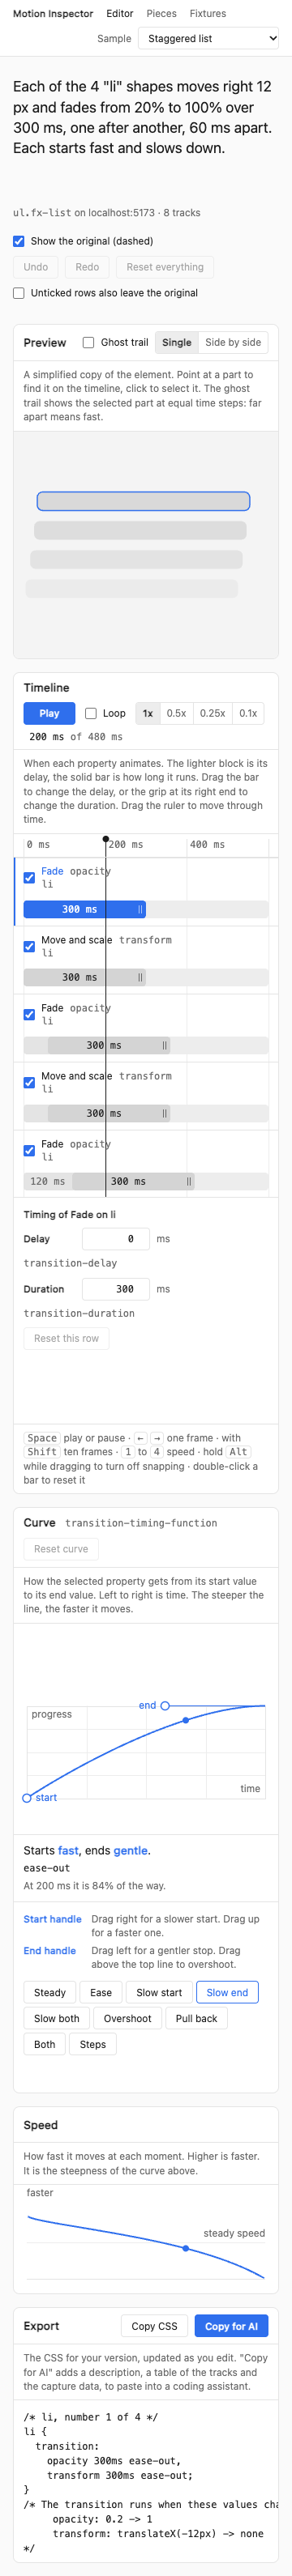 Motion Inspector Editor Pieces Fixtures
Sample Staggered list
Each of the 4 "li" shapes moves right 12
px and fades from 20% to 100% over
300 ms, one after another, 60 ms apart.
Each starts fast and slows down.
ul.fx-list on localhost:5173 · 8 tracks
Show the original (dashed)
Undo Redo Reset everything
Unticked rows also leave the original
Preview Ghost trail Single Side by side
A simplified copy of the element. Point at a part to
find it on the timeline, click to select it. The ghost
trail shows the selected part at equal time steps: far
apart means fast.
Timeline
Play Loop 1x 0.5x 0.25x 0.1x
200 ms of 480 ms
When each property animates. The lighter block is its
delay, the solid bar is how long it runs. Drag the bar
to change the delay, or the grip at its right end to
change the duration. Drag the ruler to move through
time.
0 ms 200 ms 400 ms
Fade opacity
li
300 ms
Move and scale transform
li
300 ms
Fade opacity
li
300 ms
Move and scale transform
li
300 ms
Fade opacity
li
120 ms 300 ms
Timing of Fade on li
Delay 0 ms
transition-delay
Duration 300 ms
transition-duration
Reset this row
Space play or pause · ← → one frame · with
Shift ten frames · 1 to 4 speed · hold Alt
while dragging to turn off snapping · double-click a
bar to reset it
Curve transition-timing-function
Reset curve
How the selected property gets from its start value
to its end value. Left to right is time. The steeper the
line, the faster it moves.
end
progress
time
start
Starts fast, ends gentle.
ease-out
At 200 ms it is 84% of the way.
Start handle Drag right for a slower start. Drag up
for a faster one.
End handle Drag left for a gentler stop. Drag
above the top line to overshoot.
Steady Ease Slow start Slow end
Slow both Overshoot Pull back
Both Steps
Speed
How fast it moves at each moment. Higher is faster.
It is the steepness of the curve above.
faster
steady speed
Export Copy CSS Copy for AI
The CSS for your version, updated as you edit. "Copy
for AI" adds a description, a table of the tracks and
the capture data, to paste into a coding assistant.
/* li, number 1 of 4 */
li {
transition:
opacity 300ms ease-out,
transform 300ms ease-out;
}
/* The transition runs when these values cha
opacity: 0.2 -> 1
transform: translateX(-12px) -> none
*/